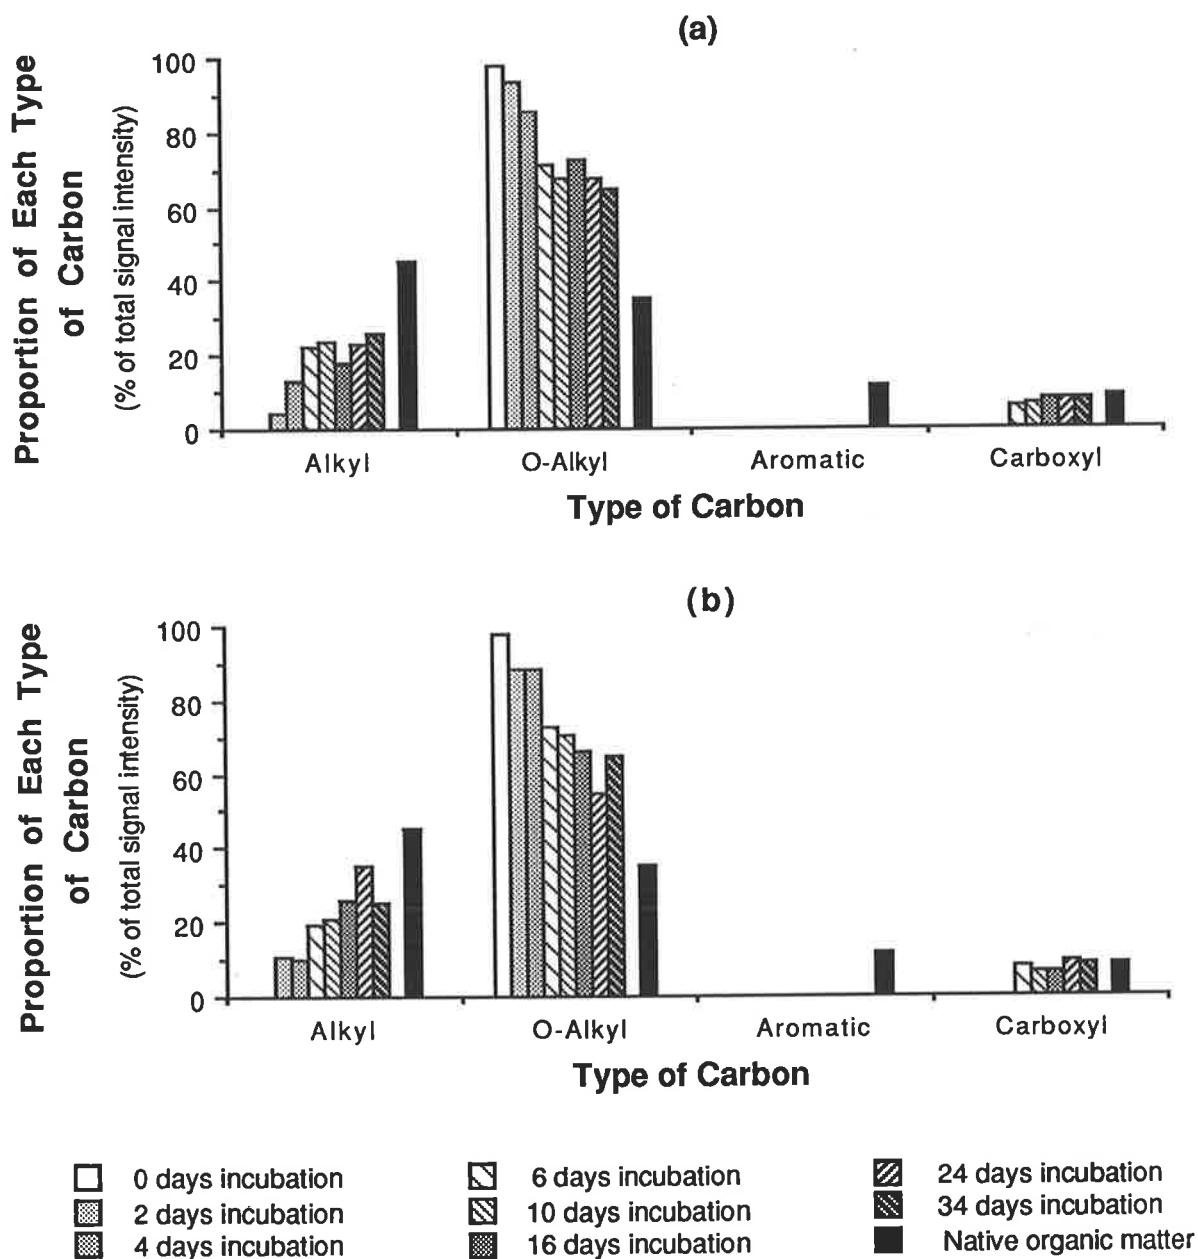 (a)
Proportion of Each Type
of Carbon
(% of total signal intensity)
100
80
60
40
20
0
Alkyl
O-Alkyl
Aromatic
Carboxyl
Type of Carbon
(b)
Proportion of Each Type
of Carbon
(% of total signal intensity)
100
80
60
40
20
0
Alkyl
O-Alkyl
Aromatic
Carboxyl
Type of Carbon
0 days incubation
2 days incubation
4 days incubation
6 days incubation
10 days incubation
16 days incubation
24 days incubation
34 days incubation
Native organic matter